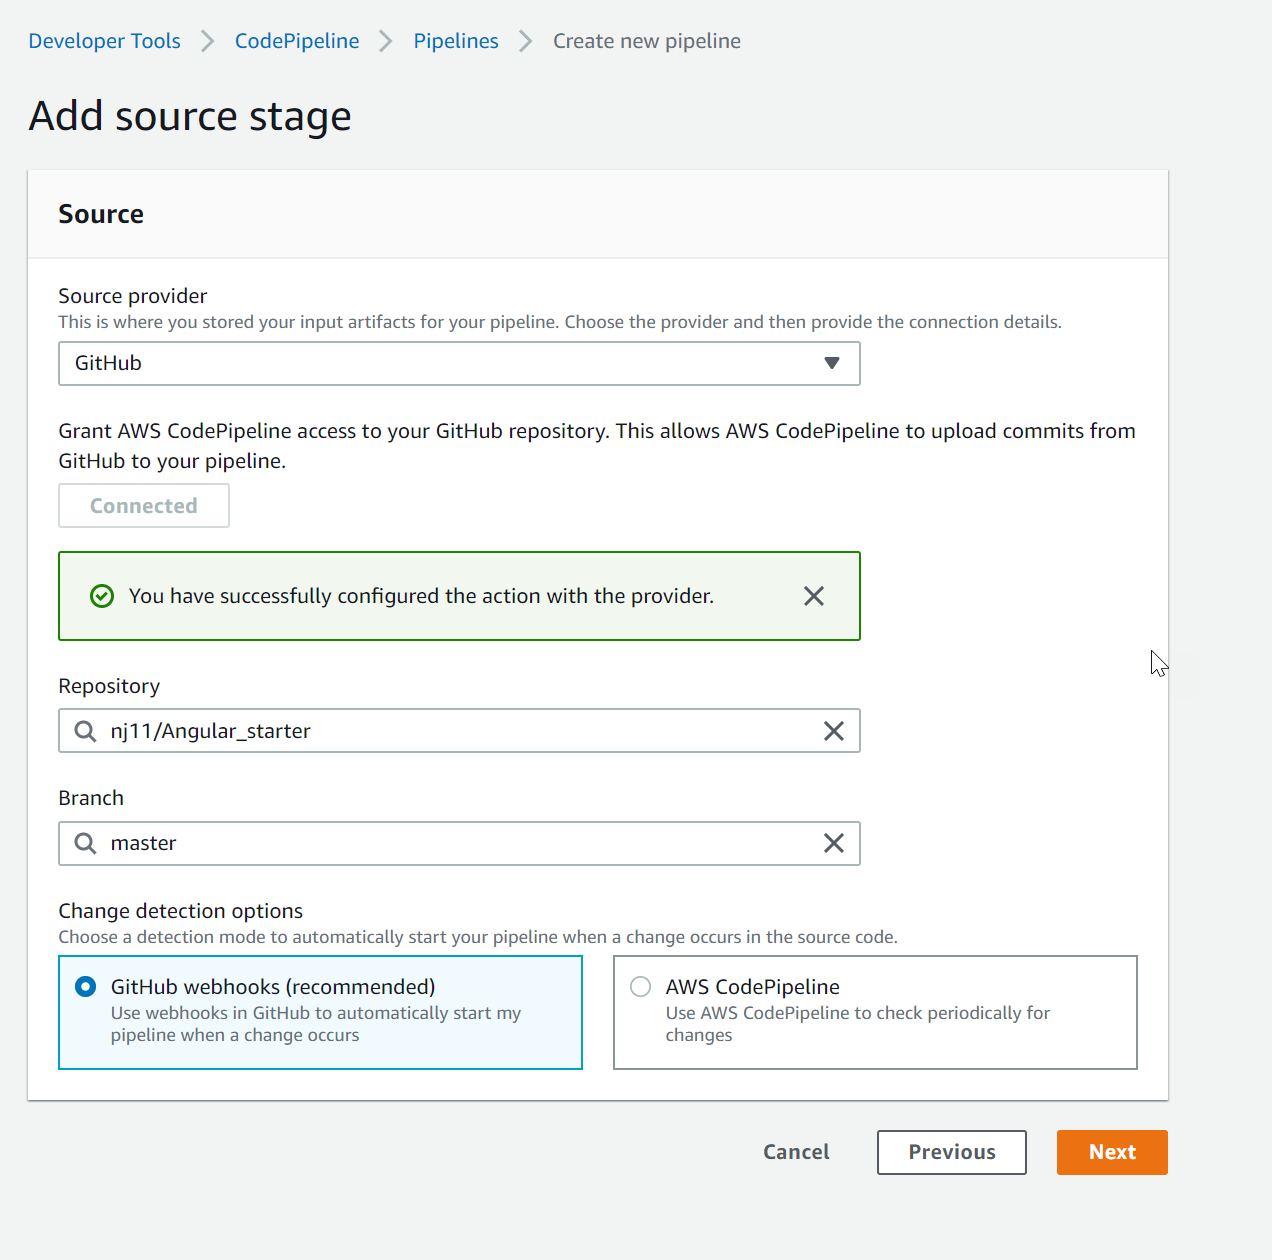 Developer Tools > CodePipeline > Pipelines > Create new pipeline
Add source stage
Source
Source provider
This is where you stored your input artifacts for your pipeline. Choose the provider and then provide the connection details.
GitHub
Grant AWS CodePipeline access to your GitHub repository. This allows AWS CodePipeline to upload commits from
GitHub to your pipeline.
Connected
You have successfully configured the action with the provider.
Repository
nj11/Angular_starter
Branch
master
Change detection options
Choose a detection mode to automatically start your pipeline when a change occurs in the source code.
GitHub webhooks (recommended)
Use webhooks in GitHub to automatically start my
pipeline when a change occurs
AWS CodePipeline
Use AWS CodePipeline to check periodically for
changes
Cancel
Previous
Next